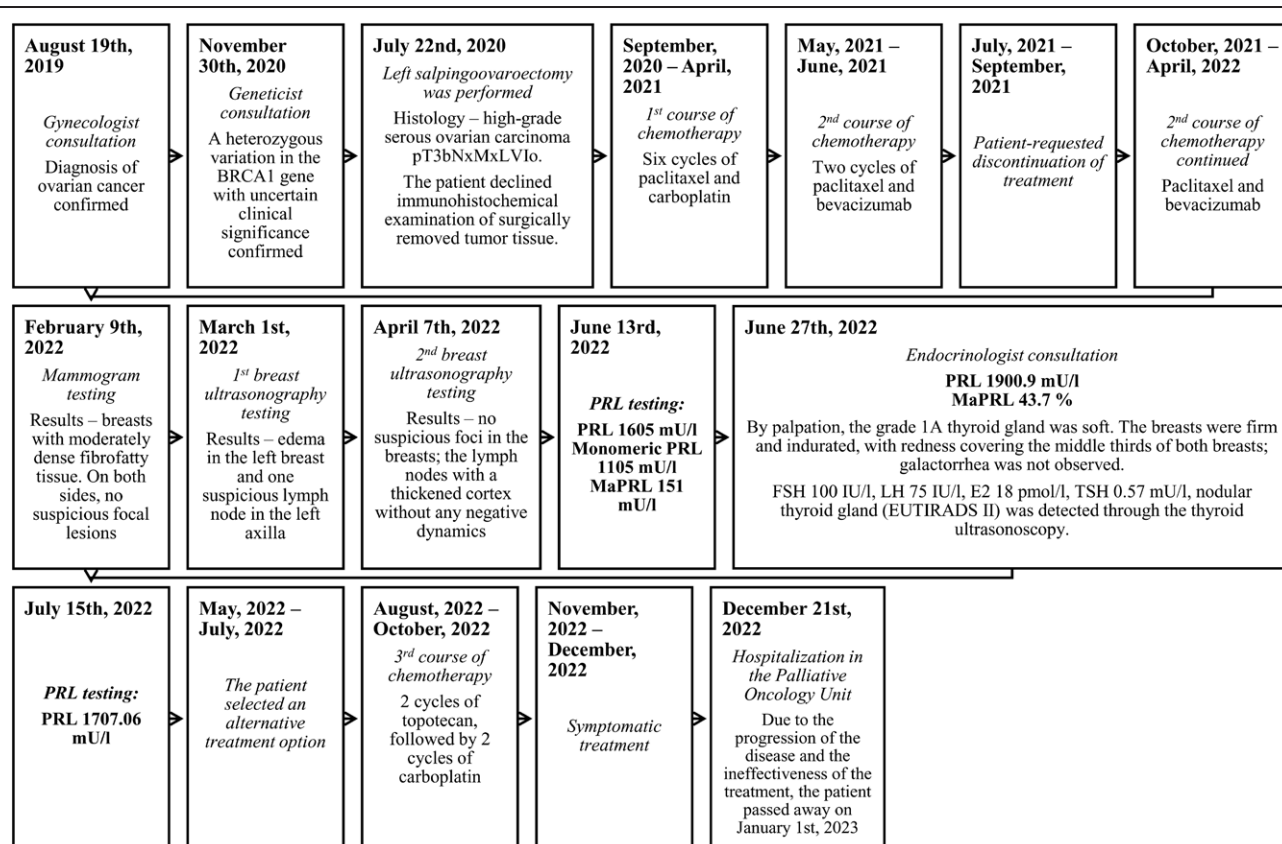 August 19th,
2019
Gynecologist
consultation
Diagnosis of
ovarian cancer
confirmed
November
30th, 2020
Geneticist
consultation
A heterozygous
variation in the
BRCA1 gene
with uncertain
clinical
significance
confirmed
July 22nd, 2020
Left salpingoovaroectomy
was performed
Histology – high-grade
serous ovarian carcinoma
pT3bNxMxLVIo.
The patient declined
immunohistochemical
examination of surgically
removed tumor tissue.
September,
2020 – April,
2021
1st course of
chemotherapy
Six cycles of
paclitaxel and
carboplatin
May, 2021 –
June, 2021
2nd course of
chemotherapy
Two cycles of
paclitaxel and
bevacizumab
July, 2021 –
September,
2021
Patient-requested
discontinuation of
treatment
October, 2021 –
April, 2022
2nd course of
chemotherapy
continued
Paclitaxel and
bevacizumab
February 9th,
2022
Mammogram
testing
Results – breasts
with moderately
dense fibrofatty
tissue. On both
sides, no
suspicious focal
lesions
March 1st,
2022
1st breast
ultrasonography
testing
Results – edema
in the left breast
and one
suspicious lymph
node in the left
axilla
April 7th, 2022
2nd breast
ultrasonography
testing
Results – no
suspicious foci in
the breasts; the
lymph nodes with a
thickened cortex
without any negative
dynamics
June 13rd,
2022
PRL testing:
PRL 1605 mU/l
Monomeric PRL
1105 mU/l
MaPRL 151
mU/l
June 27th, 2022
Endocrinologist consultation
PRL 1900.9 mU/l
MaPRL 43.7 %
By palpation, the grade 1A thyroid gland was soft. The breasts were firm
and indurated, with redness covering the middle thirds of both breasts;
galactorrhea was not observed.
FSH 100 IU/l, LH 75 IU/l, E2 18 pmol/l, TSH 0.57 mU/l, nodular
thyroid gland (EUTIRADS II) was detected through the thyroid
ultrasonoscopy.
July 15th, 2022
PRL testing:
PRL 1707.06
mU/l
May, 2022 –
July, 2022
The patient
selected an
alternative
treatment option
August, 2022 –
October, 2022
3rd course of
chemotherapy
2 cycles of
topotecan,
followed by 2
cycles of
carboplatin
November,
2022 –
December,
2022
Symptomatic
treatment
December 21st,
2022
Hospitalization in
the Palliative
Oncology Unit
Due to the
progression of the
disease and the
ineffectiveness of the
treatment, the patient
passed away on
January 1st, 2023